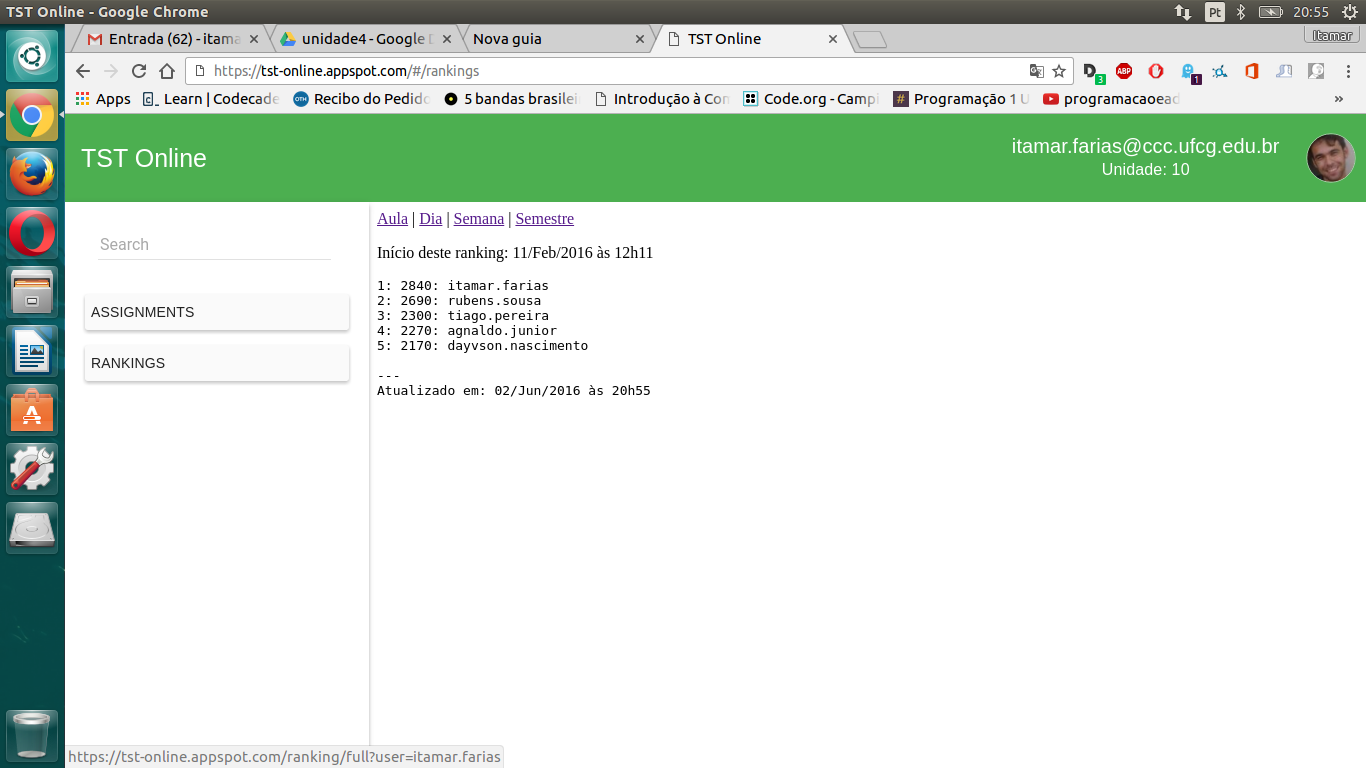 TST Online - Google Chrome
Pt
20:55
Entrada (62) - itama
unidade4 - Google D
Nova guia
TST Online
Itamar
https://tst-online.appspot.com/#/rankings
D 3
ABP
1
Apps
Learn | Codecade
OTH Recibo do Pedido
5 bandas brasilei
Introdução à Con
Code.org - Campi
# Programação 1 U
programacaoead
»
TST Online
itamar.farias@ccc.ufcg.edu.br
Unidade: 10
Aula | Dia | Semana | Semestre
Search
Início deste ranking: 11/Feb/2016 às 12h11
ASSIGNMENTS
RANKINGS
1: 2840: itamar.farias
2: 2690: rubens.sousa
3: 2300: tiago.pereira
4: 2270: agnaldo.junior
5: 2170: dayvson.nascimento
---
Atualizado em: 02/Jun/2016 às 20h55
https://tst-online.appspot.com/ranking/full?user=itamar.farias